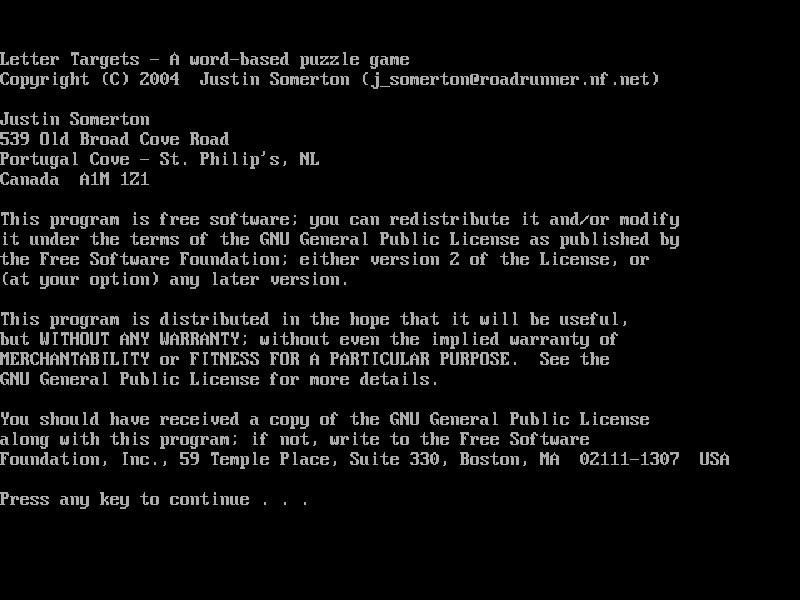 Letter Targets - A word-based puzzle game
Copyright (C) 2004  Justin Somerton (j_somerton@roadrunner.nf.net)
Justin Somerton
539 Old Broad Cove Road
Portugal Cove - St. Philip's, NL
Canada  A1M 1Z1
This program is free software; you can redistribute it and/or modify
it under the terms of the GNU General Public License as published by
the Free Software Foundation; either version 2 of the License, or
(at your option) any later version.
This program is distributed in the hope that it will be useful,
but WITHOUT ANY WARRANTY; without even the implied warranty of
MERCHANTABILITY or FITNESS FOR A PARTICULAR PURPOSE.  See the
GNU General Public License for more details.
You should have received a copy of the GNU General Public License
along with this program; if not, write to the Free Software
Foundation, Inc., 59 Temple Place, Suite 330, Boston, MA  02111-1307  USA
Press any key to continue . . .